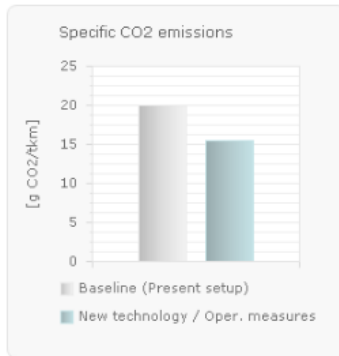 Specific CO2 emissions
25
20
15
10
5
0
[g CO2/tkm]
Baseline (Present setup)
New technology / Oper. measures